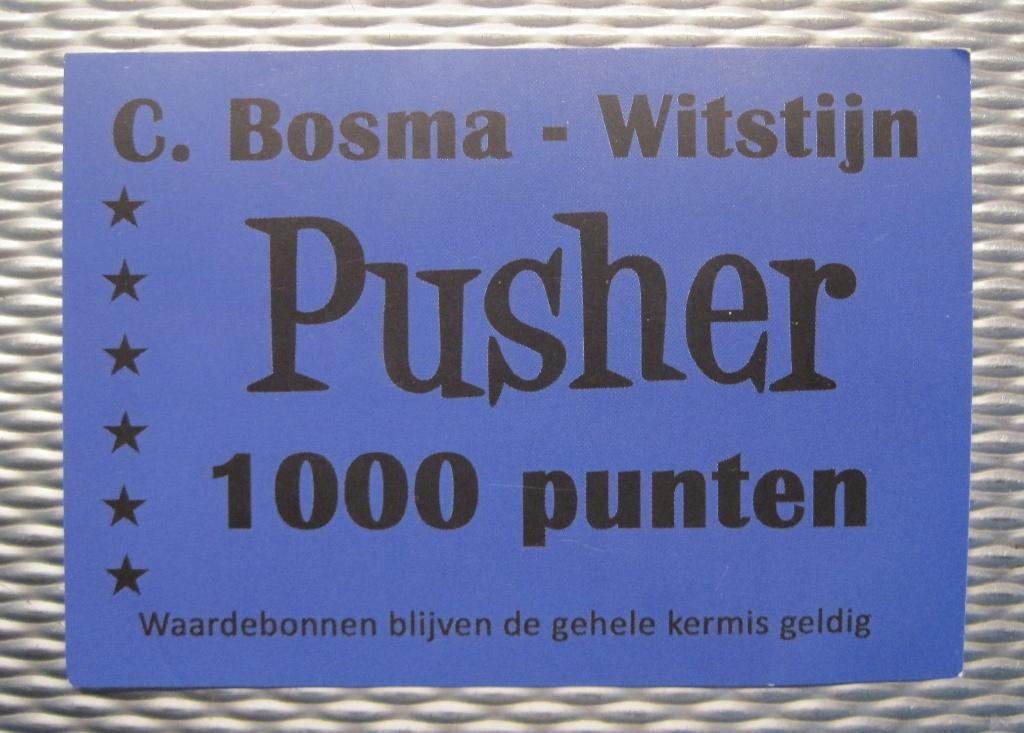 C. Bosma - Witstijn
Pusher
1000 punten
Waardebonnen blijven de gehele kermis geldig